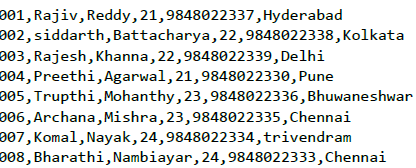 001,Rajiv,Reddy,21,9848022337,Hyderabad
002,siddarth,Battacharya,22,9848022338,Kolkata
003,Rajesh,Khanna,22,9848022339,Delhi
004,Preethi,Agarwal,21,9848022330,Pune
005,Trupthi,Mohanthy,23,9848022336,Bhuwaneshwar
006,Archana,Mishra,23,9848022335,Chennai
007,Komal,Nayak,24,9848022334,trivendram
008,Bharathi,Nambiayar,24,9848022333,Chennai